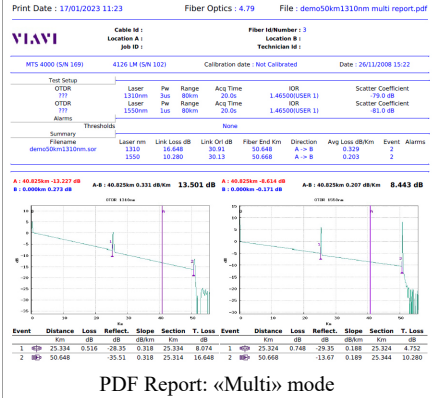 Print Date : 17/01/2023 11:23 Fiber Optics : 4.79 File : demo50km1310nm multi report.pdf
VIAVI
Cable Id : Fiber Id/Number : 3
Location A : Location B :
Job ID : Technician Id :
MTS 4000 (S/N 169) 4126 LM (S/N 102) Calibration date : Not Calibrated Date : 26/11/2008 15:22
Test Setup
OTDR Laser Pw Range Acq Time IOR Scatter Coefficient
??? 1310nm 3us 80km 20.0s 1.46500(USER 1) -79.0 dB
OTDR Laser Pw Range Acq Time IOR Scatter Coefficient
??? 1550nm 1us 80km 20.0s 1.46500(USER 1) -81.0 dB
Alarms
Thresholds None
Summary
Filename Laser nm Link Loss dB Link Orl dB Fiber End Km Direction Avg Loss dB/Km Event Alarms
demo50km1310nm.sor 1310 16.648 30.91 50.648 A -> B 0.329 2
1550 10.280 30.13 50.668 A -> B 0.203 2
A : 40.825km -13.227 dB A-B : 40.825km 0.331 dB/Km 13.501 dB
B : 0.000km 0.273 dB
A : 40.825km -8.614 dB A-B : 40.825km 0.207 dB/Km 8.443 dB
B : 0.000km -0.171 dB
OTDR 1310nm
OTDR 1550nm
Event Distance Loss Reflect. Slope Section T. Loss Event Distance Loss Reflect. Slope Section T. Loss
Km dB dB dB/km Km dB Km dB dB dB/km Km dB
1 25.334 0.516 -28.35 0.318 25.334 8.074 1 25.324 0.748 -29.35 0.188 25.324 4.752
2 50.648 -35.51 0.318 25.314 16.648 2 50.668 -13.67 0.189 25.344 10.280
PDF Report: «Multi» mode